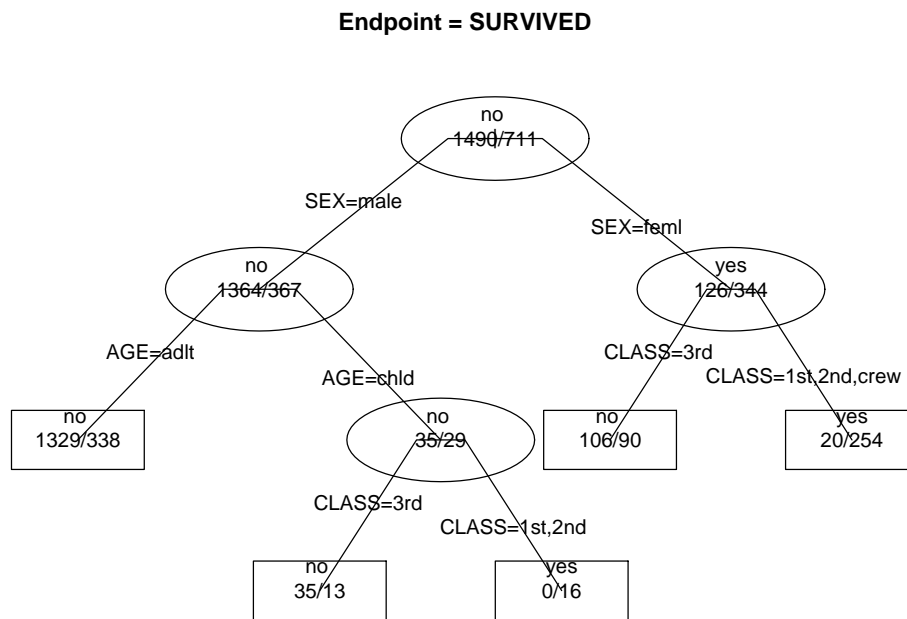 Endpoint = SURVIVED
no
1490/711
SEX=male
SEX=feml
no
1364/367
yes
126/344
AGE=adlt
AGE=chld
CLASS=3rd
CLASS=1st,2nd,crew
no
1329/338
no
35/29
no
106/90
yes
20/254
CLASS=3rd
CLASS=1st,2nd
no
35/13
yes
0/16